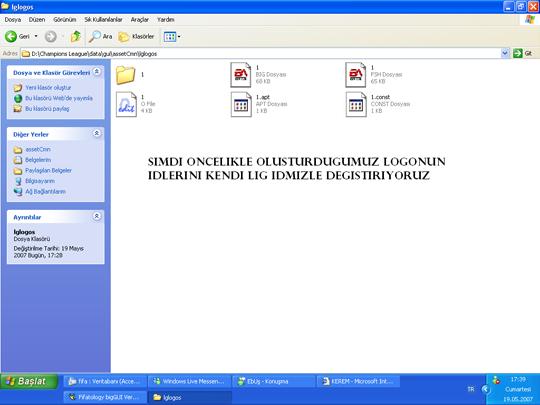 lglogos
Dosya Düzen Görünüm Sık Kullanılanlar Araçlar Yardım
Geri Ara Klasörler
Adres D:\Champions League\data\gui\assetCmn\lglogos Git
Dosya ve Klasör Görevleri
Yeni klasör oluştur
Bu klasörü Web'de yayımla
Bu klasörü paylaş
Diğer Yerler
assetCmn
Belgelerim
Paylaşılan Belgeler
Bilgisayarım
Ağ Bağlantılarım
Ayrıntılar
lglogos
Dosya Klasörü
Değiştirilme Tarihi: 19 Mayıs
2007 Bugün, 17:28
1
1
BIG Dosyası
68 KB
1
FSH Dosyası
65 KB
1
O File
4 KB
1.apt
APT Dosyası
1 KB
1.const
CONST Dosyası
1 KB
SIMDI ONCELIKLE OLUSTURDUGUMUZ LOGONUN
IDLERINI KENDI LIG IDMIZLE DEGISTIRIYORUZ
Başlat
fifa : Veritabanı (Acce...
Windows Live Messen...
EbUş - Konuşma
KEREM - Microsoft Int...
Fifatology bigGUI Ver...
lglogos
TR
17:39
Cumartesi
19.05.2007